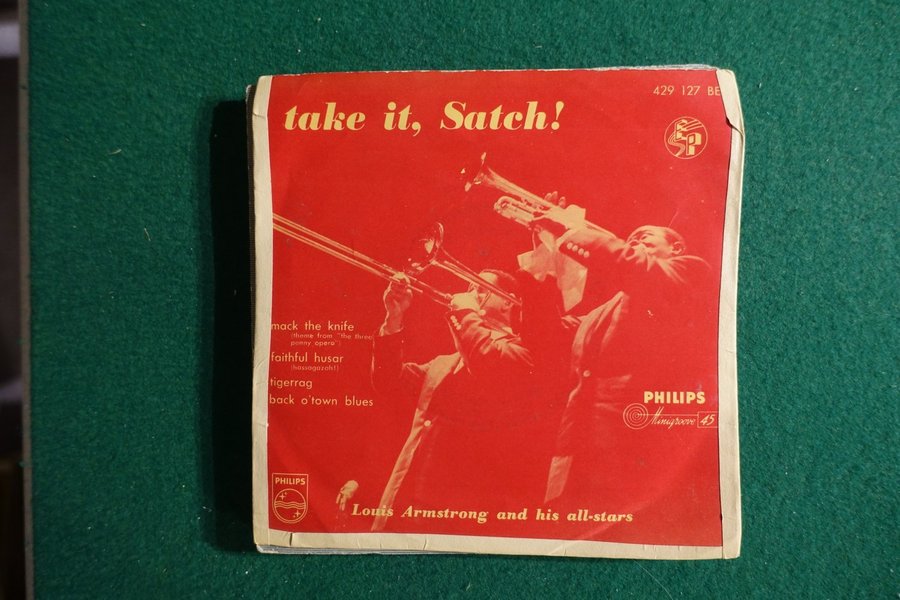 take it, Satch!
429 127 BE
EP
mack the knife
(theme from "the three
penny opera")
faithful husar
(hassagazah!)
tigerrag
back o'town blues
PHILIPS
Minigroove 45
PHILIPS
Louis Armstrong and his all-stars